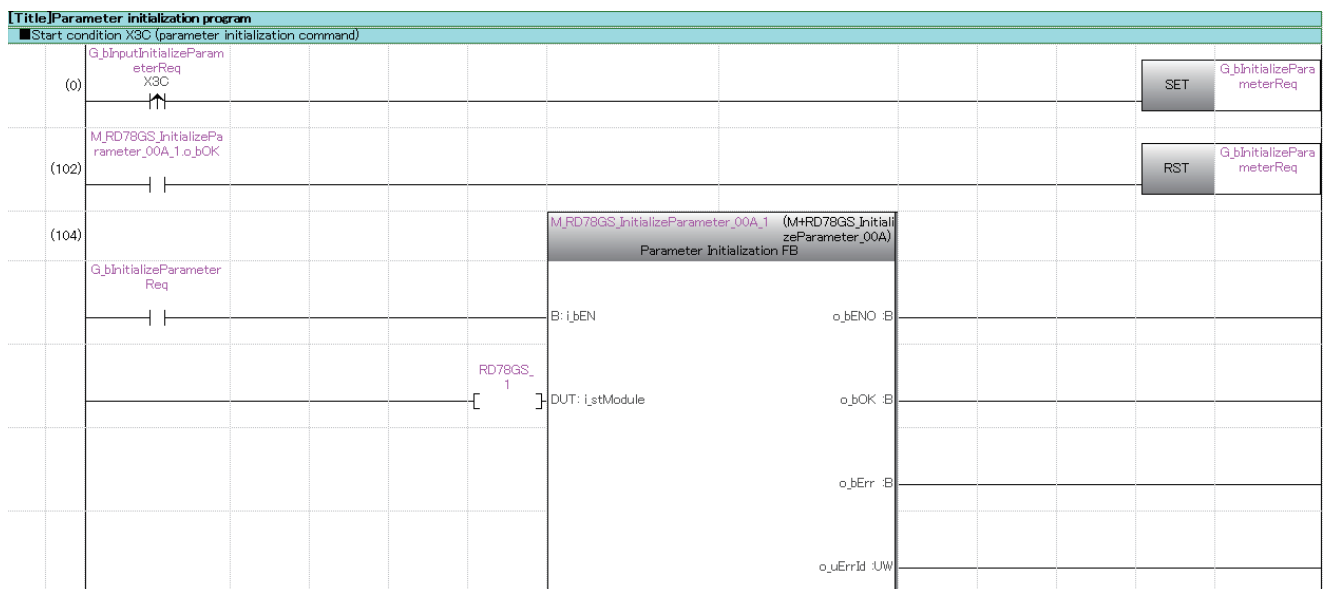 [Title]Parameter initialization program
■Start condition X3C (parameter initialization command)
G_bInputInitializeParam
eterReq
X3C
(0)
SET
G_bInitializePara
meterReq
M_RD78GS_InitializePa
rameter_00A_1.o_bOK
(102)
RST
G_bInitializePara
meterReq
(104)
M_RD78GS_InitializeParameter_00A_1
(M+RD78GS_Initiali
zeParameter_00A)
Parameter Initialization FB
G_bInitializeParameter
Req
B: i_bEN
o_bENO :B
RD78GS_
1
DUT: i_stModule
o_bOK :B
o_bErr :B
o_uErrId :UW